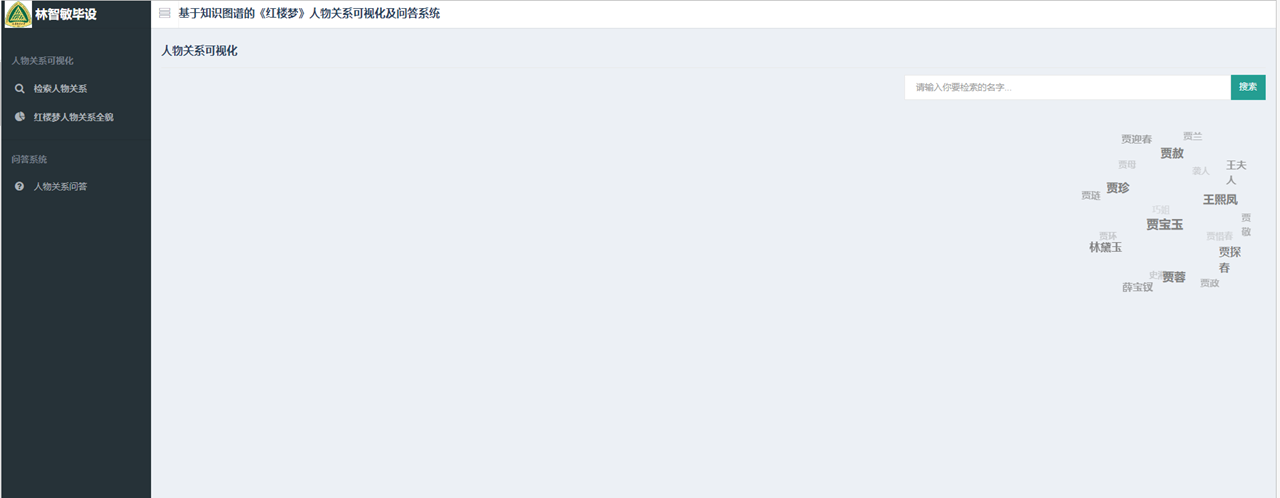 林智敏毕设
基于知识图谱的《红楼梦》人物关系可视化及问答系统
人物关系可视化
检索人物关系
红楼梦人物关系全貌
问答系统
人物关系问答
人物关系可视化
请输入你要检索的名字...
搜索
贾迎春
贾兰
贾赦
贾母
袭人
王夫
人
贾珍
贾琏
王熙凤
巧姐
贾宝玉
贾
敬
贾环
贾惜春
林黛玉
贾探
春
贾蓉
薛宝钗
贾政